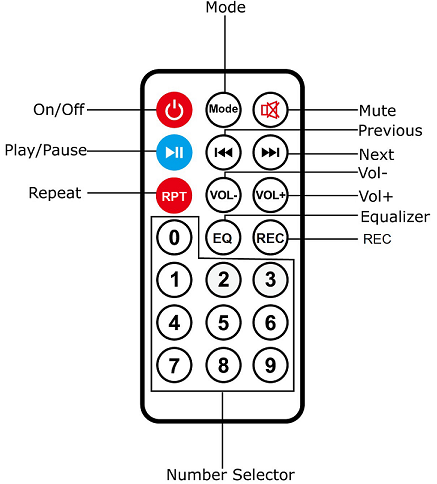 Mode
On/Off
Mode
Mute
Previous
Play/Pause
Next
Vol-
Repeat
RPT
VOL-
VOL+
Vol+
Equalizer
0
EQ
REC
REC
1 2 3
4 5 6
7 8 9
Number Selector